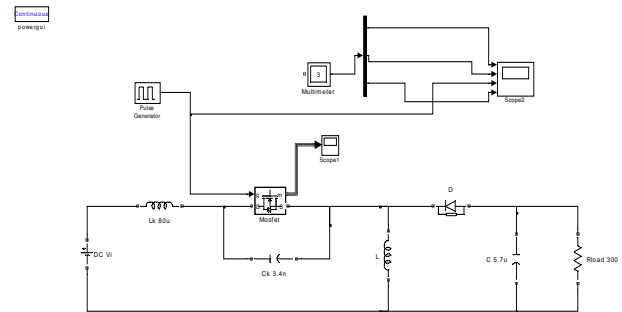 Continuous
powergui
3
Multimeter
Scope2
Pulse
Generator
Scope1
g
m
D
S
Mosfet
D
Lk 80u
DC Vi
Ck 3.4n
L
C 5.7u
Rload 300